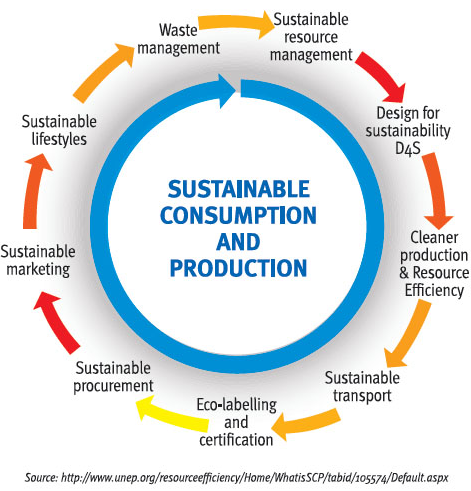 Waste
management
Sustainable
resource
management
Design for
sustainability
D4S
Cleaner
production
& Resource
Efficiency
Sustainable
transport
Eco-labelling
and
certification
Sustainable
procurement
Sustainable
marketing
Sustainable
lifestyles
SUSTAINABLE
CONSUMPTION
AND
PRODUCTION
Source: http://www.unep.org/resourceefficiency/Home/WhatisSCP/tabid/105574/Default.aspx